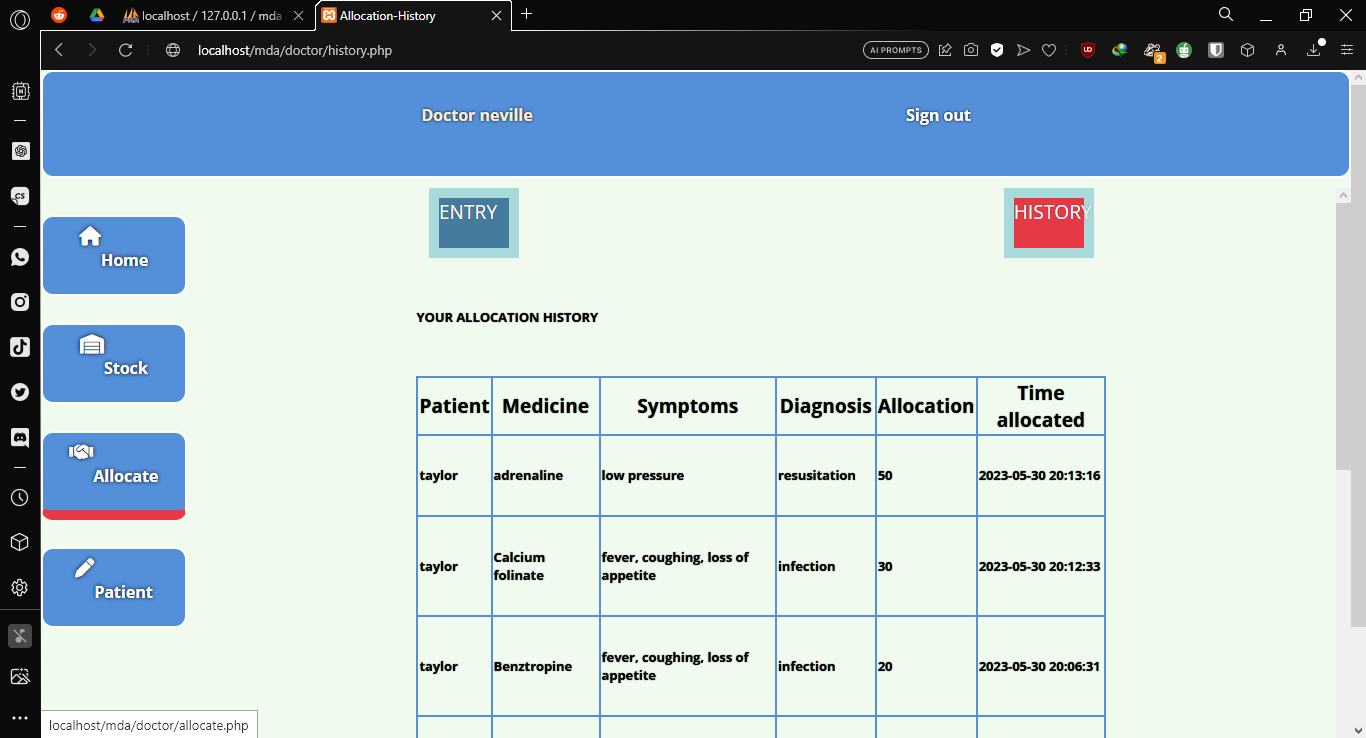 localhost / 127.0.0.1 / mda
Allocation-History
localhost/mda/doctor/history.php
AI PROMPTS
2
CS
Doctor neville
Sign out
ENTRY
HISTORY
Home
Stock
Allocate
Patient
YOUR ALLOCATION HISTORY
Patient Medicine Symptoms Diagnosis Allocation Time allocated
taylor adrenaline low pressure resusitation 50 2023-05-30 20:13:16
taylor Calcium folinate fever, coughing, loss of appetite infection 30 2023-05-30 20:12:33
taylor Benztropine fever, coughing, loss of appetite infection 20 2023-05-30 20:06:31
localhost/mda/doctor/allocate.php